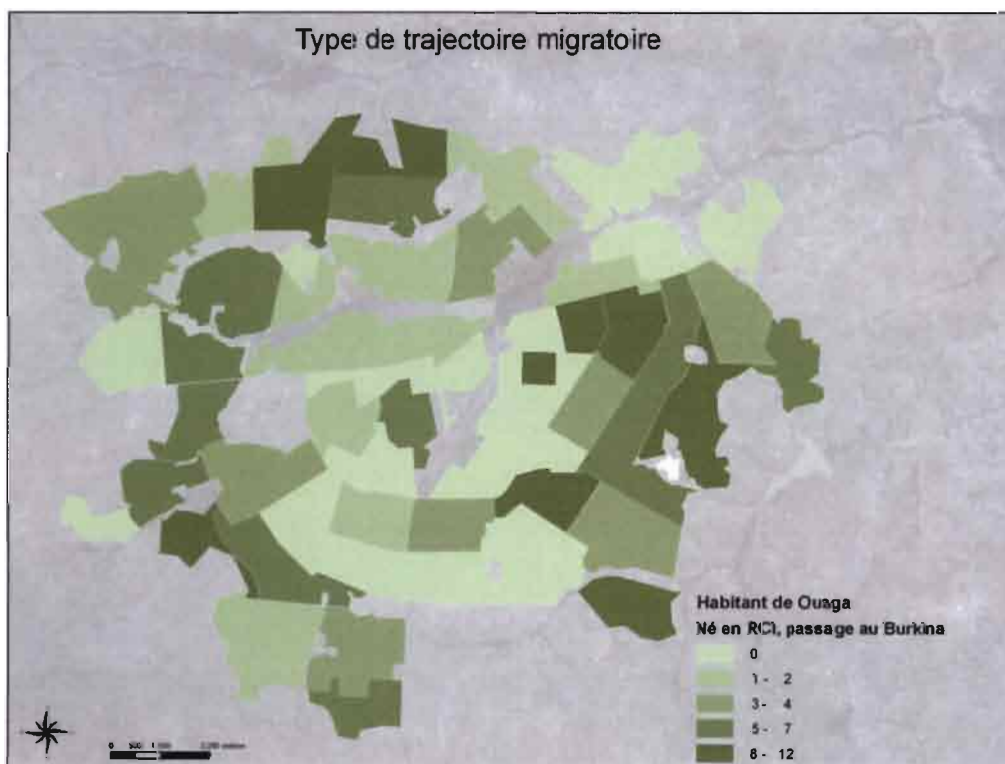 Type de trajectoire migratoire
Habitant de Ouaga
Né en RCI, passage au Burkina
0
1 - 2
3 - 4
5 - 7
8 - 12
0